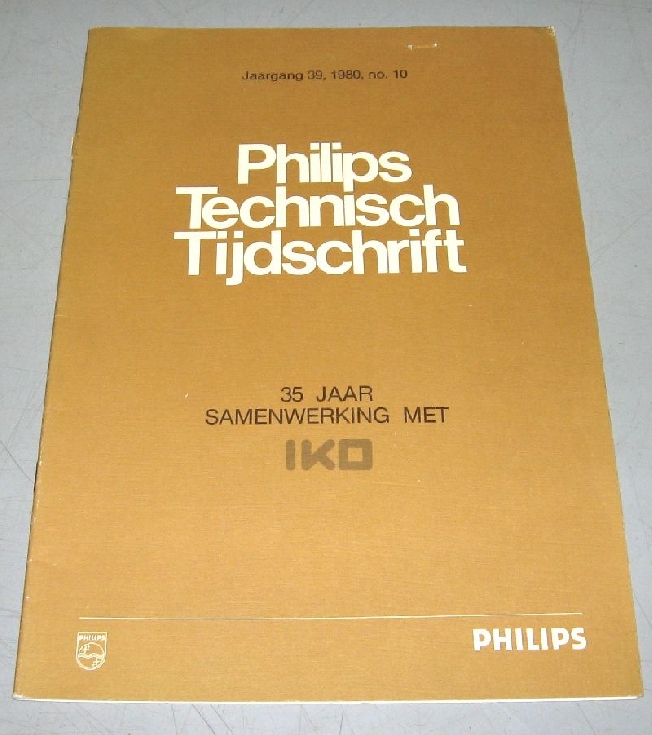 Jaargang 39, 1980, no. 10
Philips
Technisch
Tijdschrift
35 JAAR
SAMENWERKING MET
IKO
PHILIPS
PHILIPS